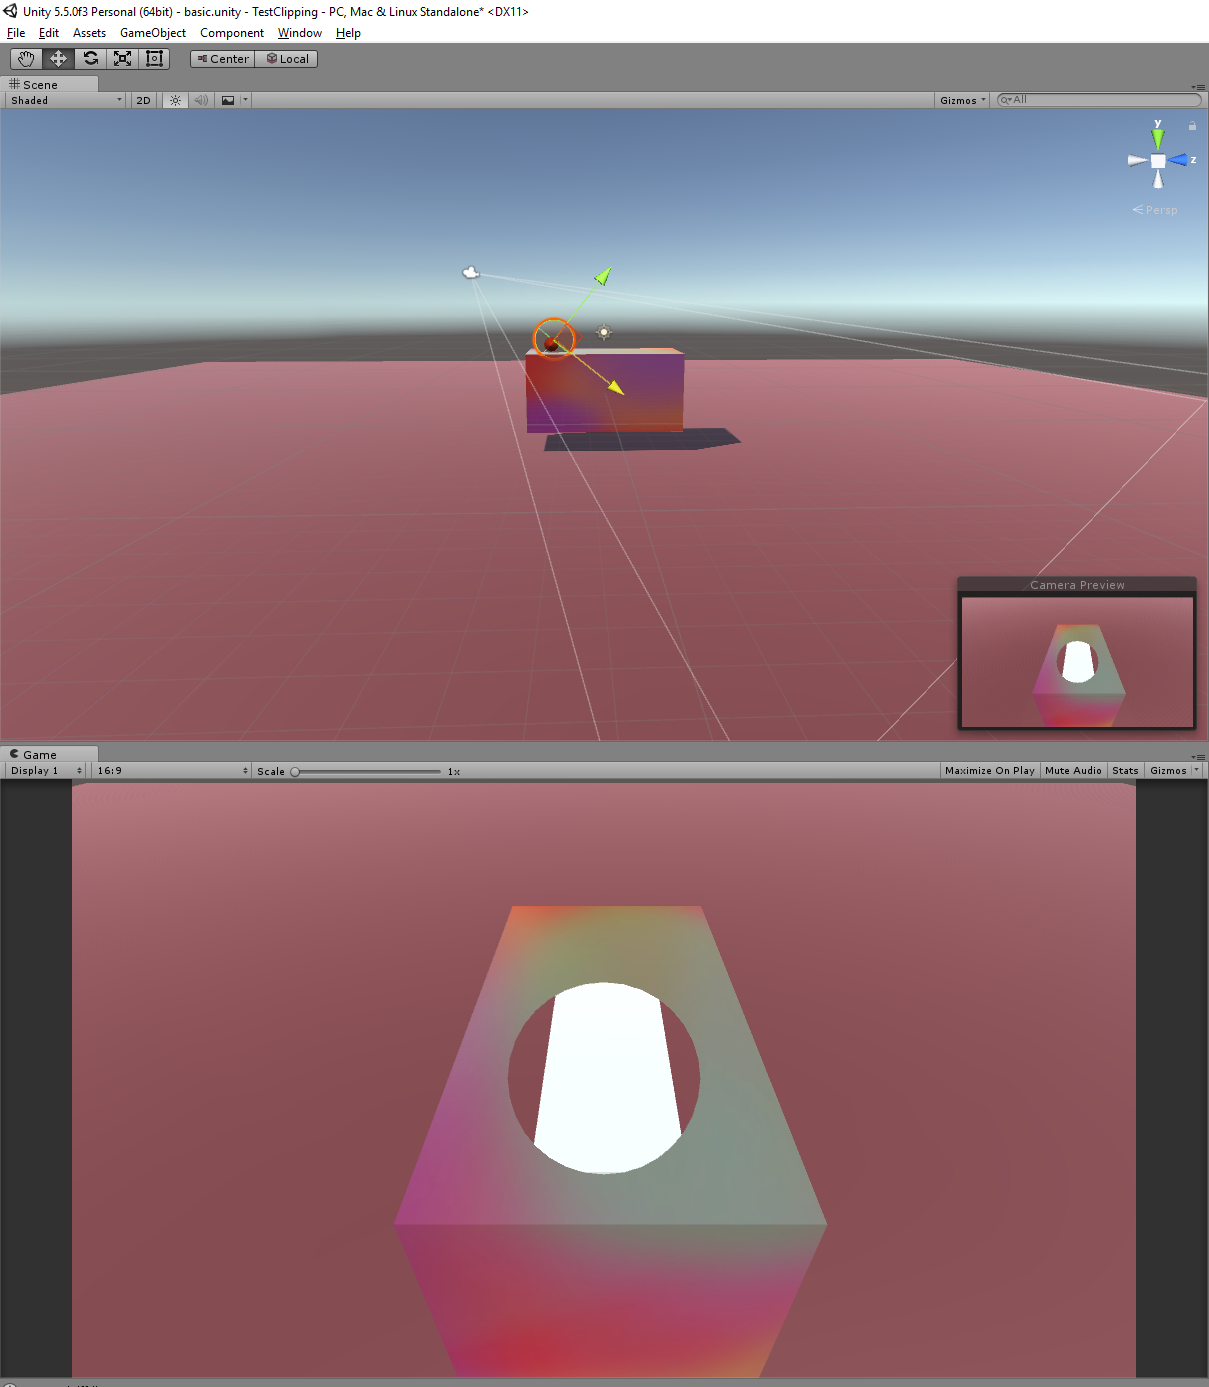 Unity 5.5.0f3 Personal (64bit) - basic.unity - TestClipping - PC, Mac & Linux Standalone* <DX11>
File Edit Assets GameObject Component Window Help
Center Local
Scene
Shaded 2D Gizmos All
y
z
Persp
Camera Preview
Game
Display 1 16:9 Scale 1x Maximize On Play Mute Audio Stats Gizmos